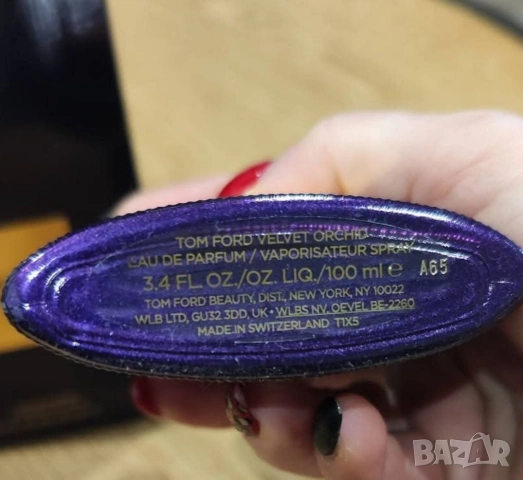 TOM FORD VELVET ORCHID
EAU DE PARFUM / VAPORISATEUR SPRAY
3.4 FL. OZ./OZ. LIQ./100 ml ℮ A65
TOM FORD BEAUTY, DIST., NEW YORK, NY 10022
WLB LTD, GU32 3DD, UK • WLBS NV. OEVEL BE-2260
MADE IN SWITZERLAND T1X5
BAZAR